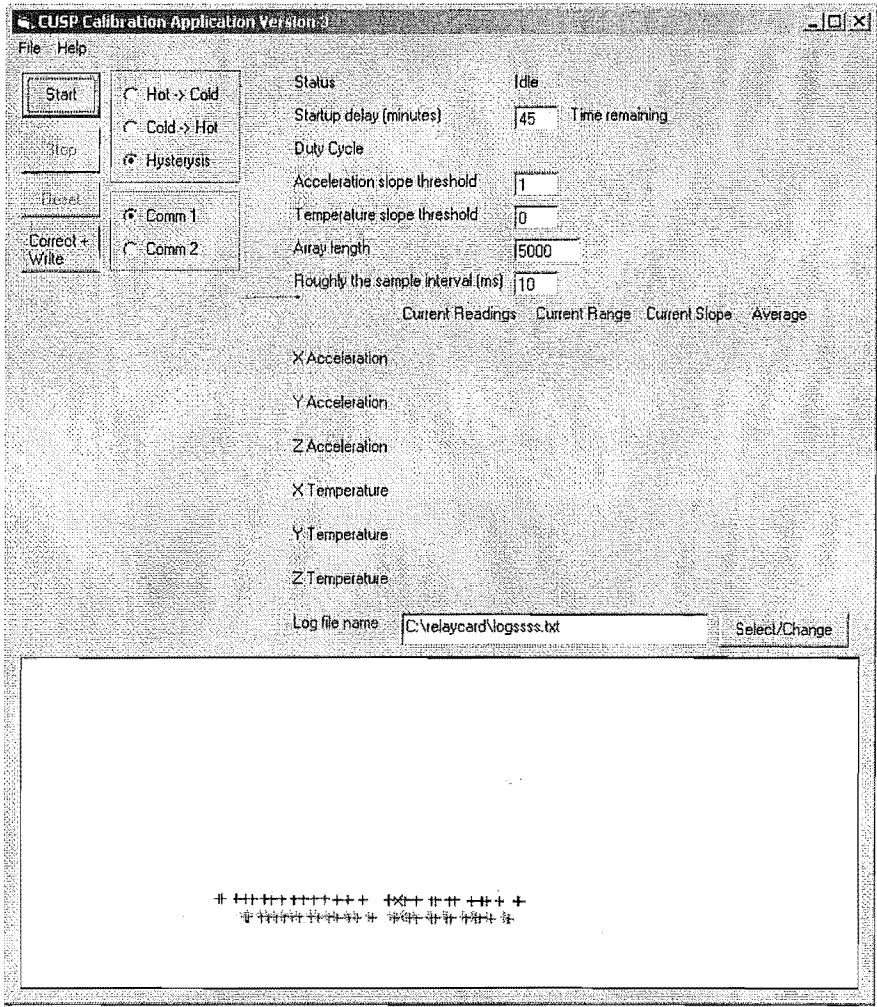 CUSP Calibration Application Version 3
File Help
Start
Stop
Reset
Correct +
Write
Hot -> Cold
Cold -> Hot
Hysterysis
Comm 1
Comm 2
Status Idle
Startup delay (minutes) 45 Time remaining
Duty Cycle
Acceleration slope threshold 1
Temperature slope threshold 0
Array length 5000
Roughly the sample interval (ms) 10
Current Readings Current Range Current Slope Average
X Acceleration
Y Acceleration
Z Acceleration
X Temperature
Y Temperature
Z Temperature
Log file name C:\relaycard\logssss.txt Select/Change